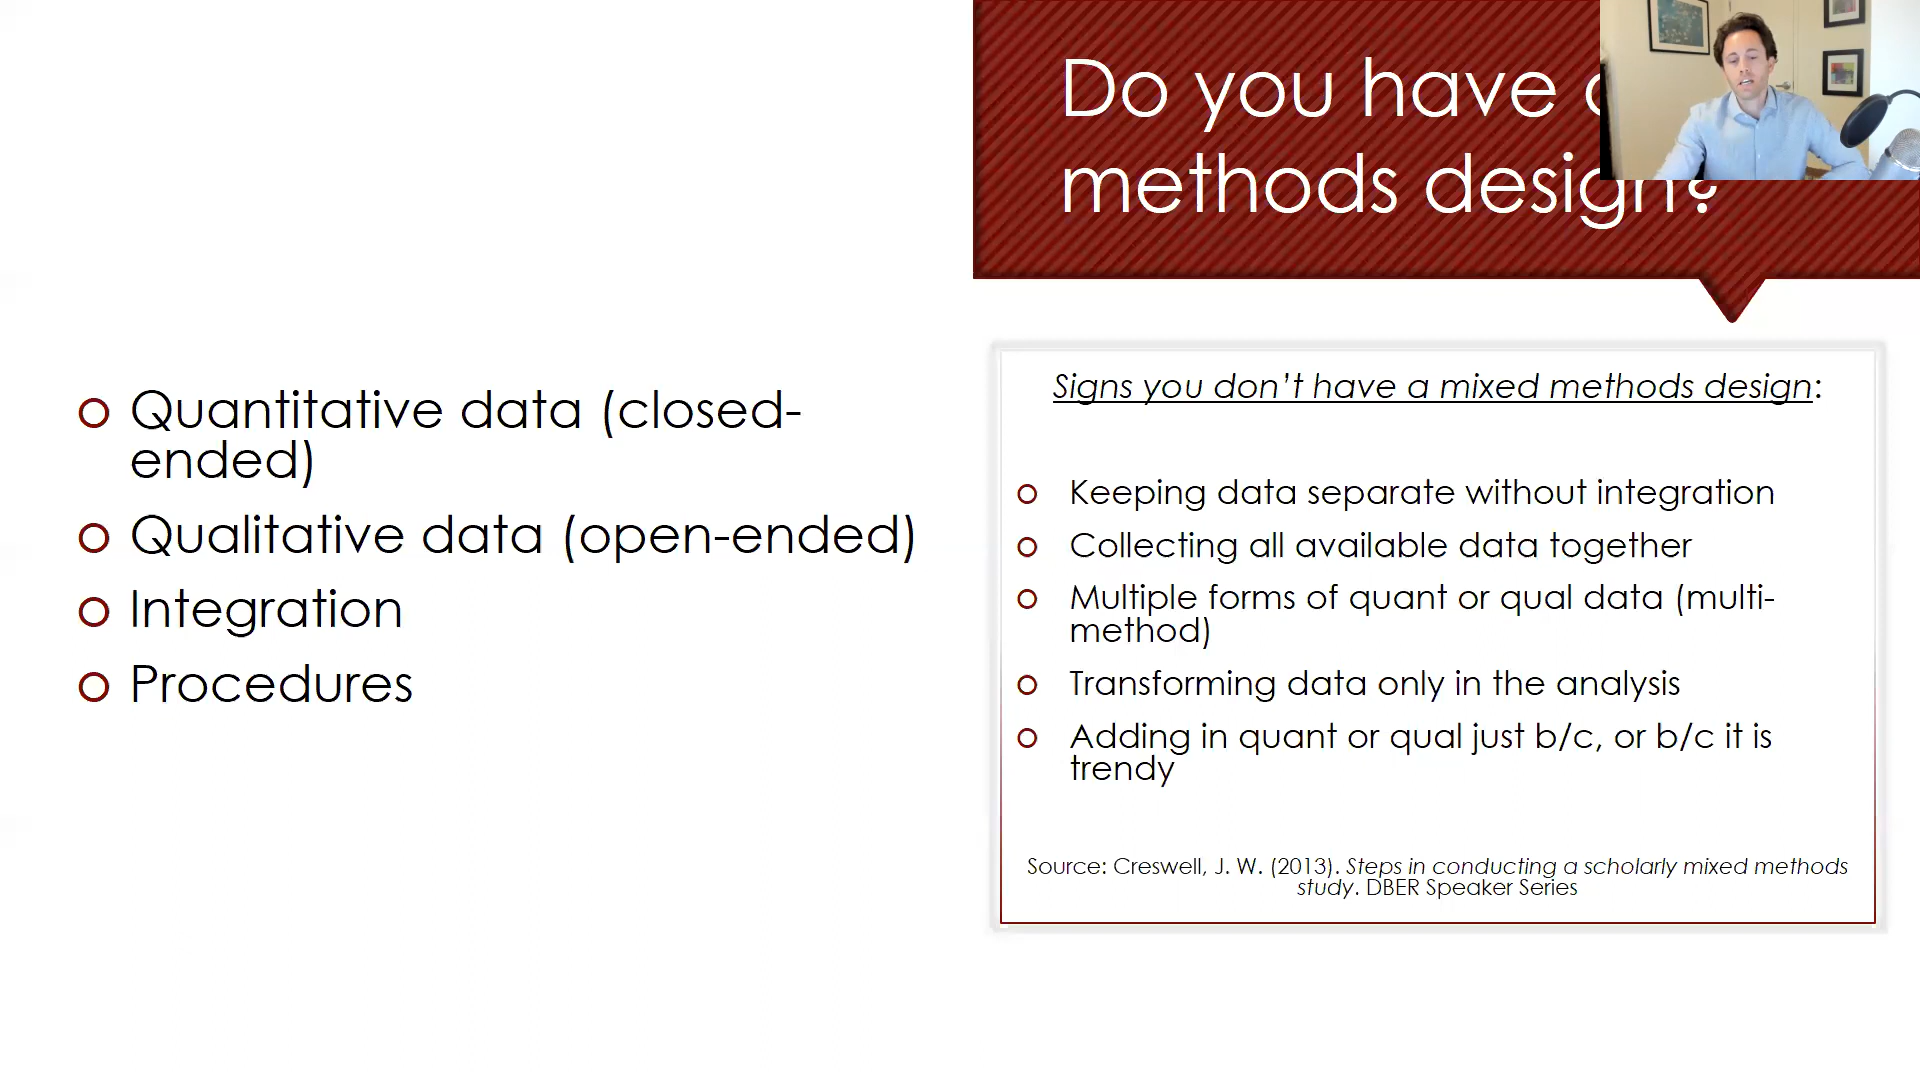 Do you have
methods design?
Quantitative data (closed-
ended)
Qualitative data (open-ended)
Integration
Procedures
Signs you don't have a mixed methods design:
Keeping data separate without integration
Collecting all available data together
Multiple forms of quant or qual data (multi-
method)
Transforming data only in the analysis
Adding in quant or qual just b/c, or b/c it is
trendy
Source: Creswell, J. W. (2013). Steps in conducting a scholarly mixed methods
study. DBER Speaker Series